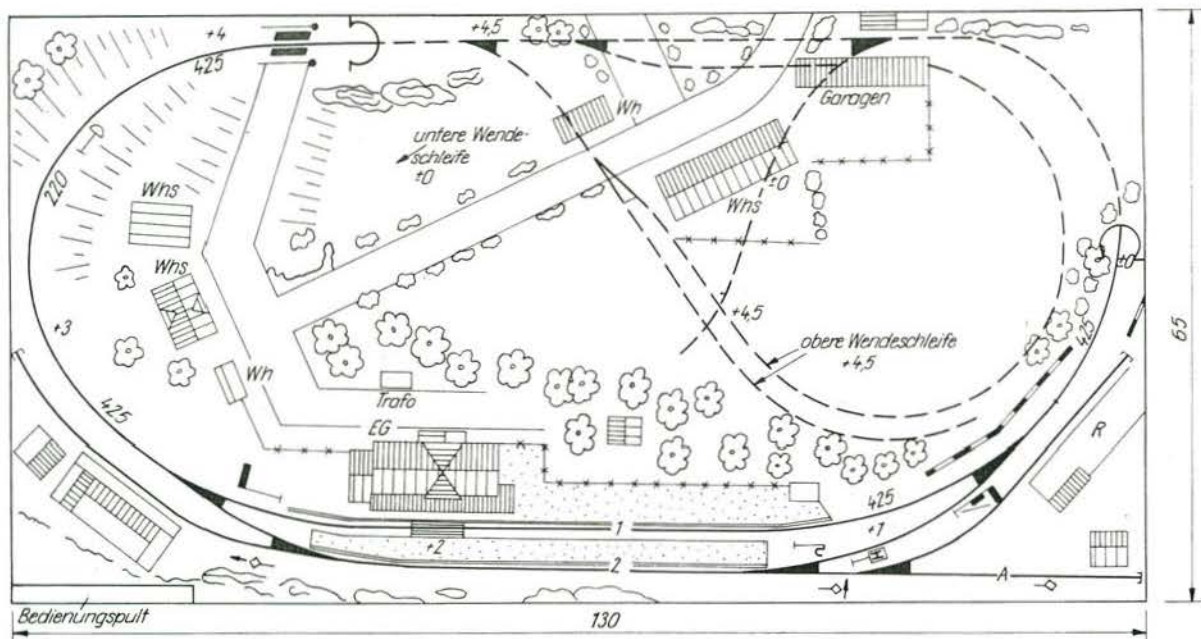 +4
425
+4,5
Garagen
Wh
untere Wende-
schleife
±0
Whs
±0
220
Whs
Whs
+3
425
Wh
Trafo
EG
+4,5
obere Wendeschleife
+4,5
±0
425
65
R
425
1
+1
+2
2
A
Bedienungspult
130